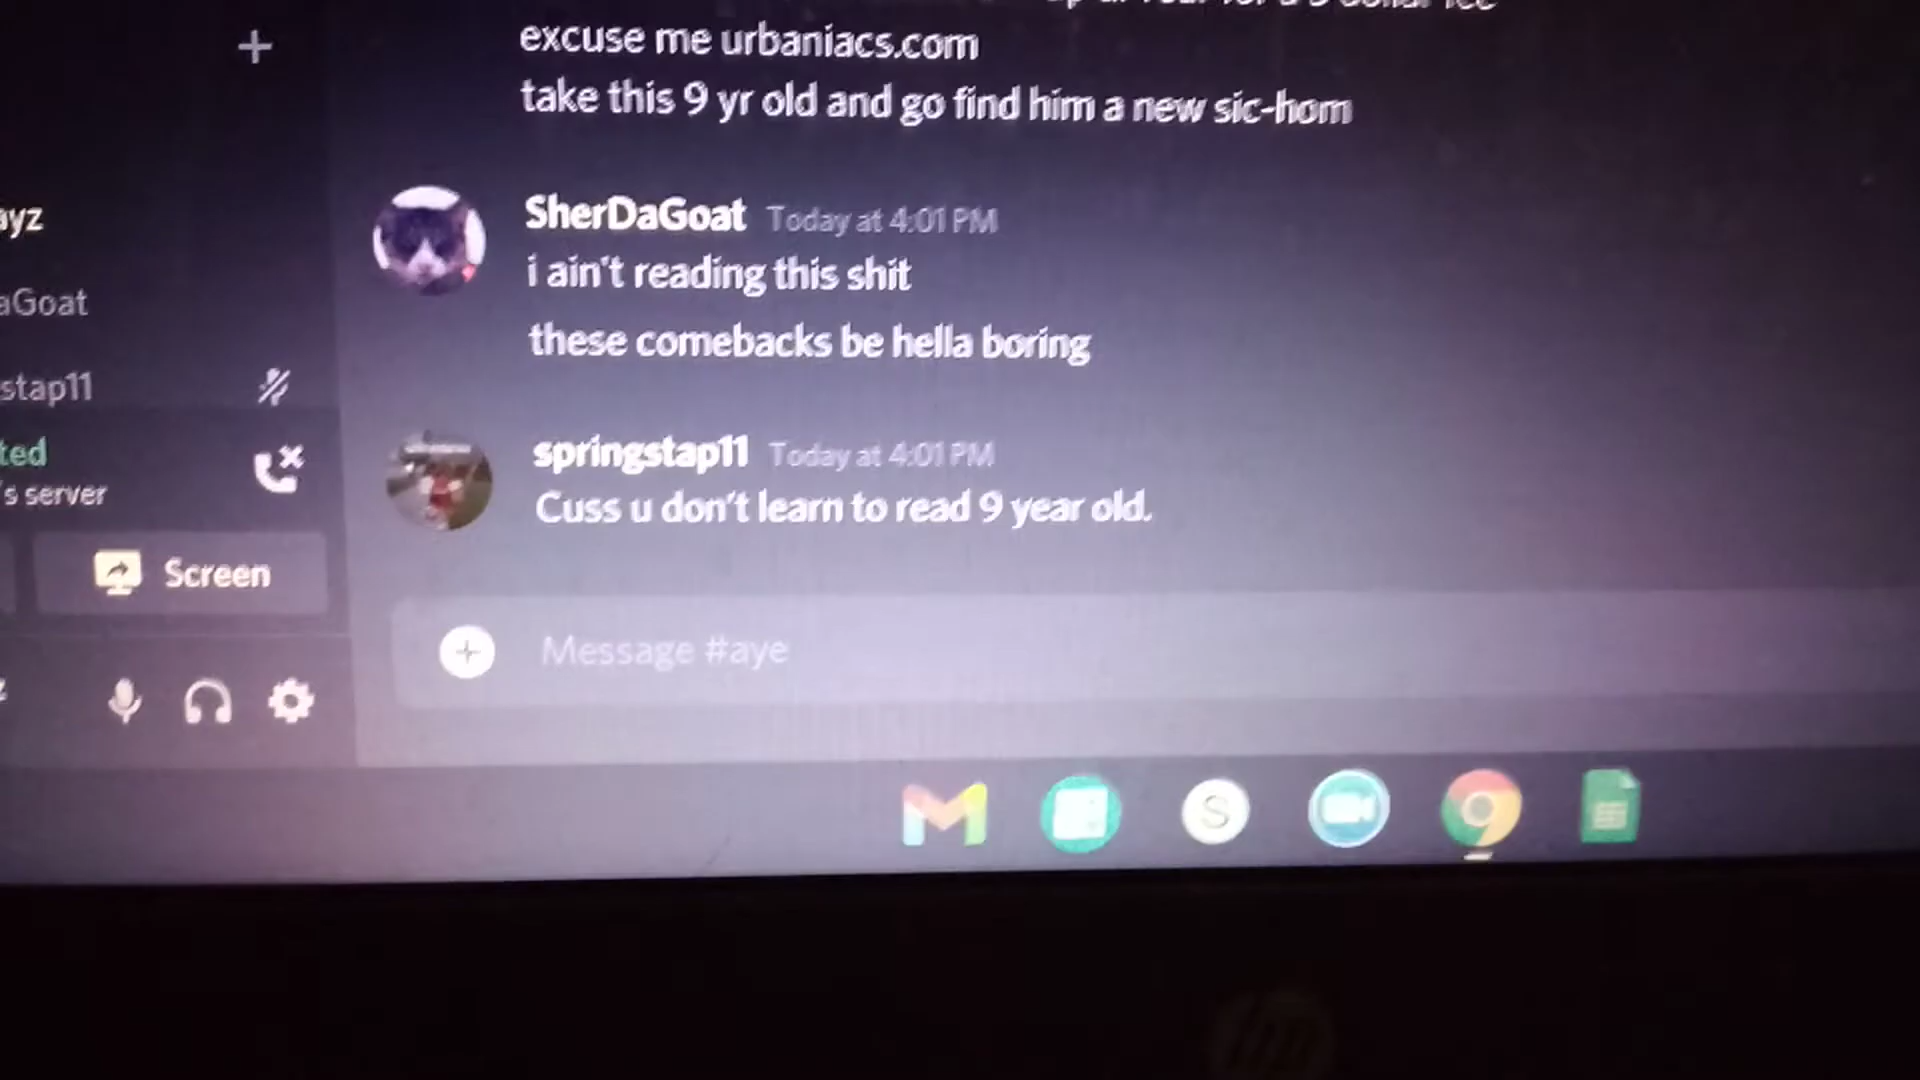 excuse me urbaniacs.com
take this 9 yr old and go find him a new sic-hom
ayz
SherDaGoat Today at 4:01 PM
i ain't reading this shit
aGoat
these comebacks be hella boring
stap11
springstap11 Today at 4:01 PM
ted
Cuss u don't learn to read 9 year old.
's server
Screen
Message #aye
z
S
hp